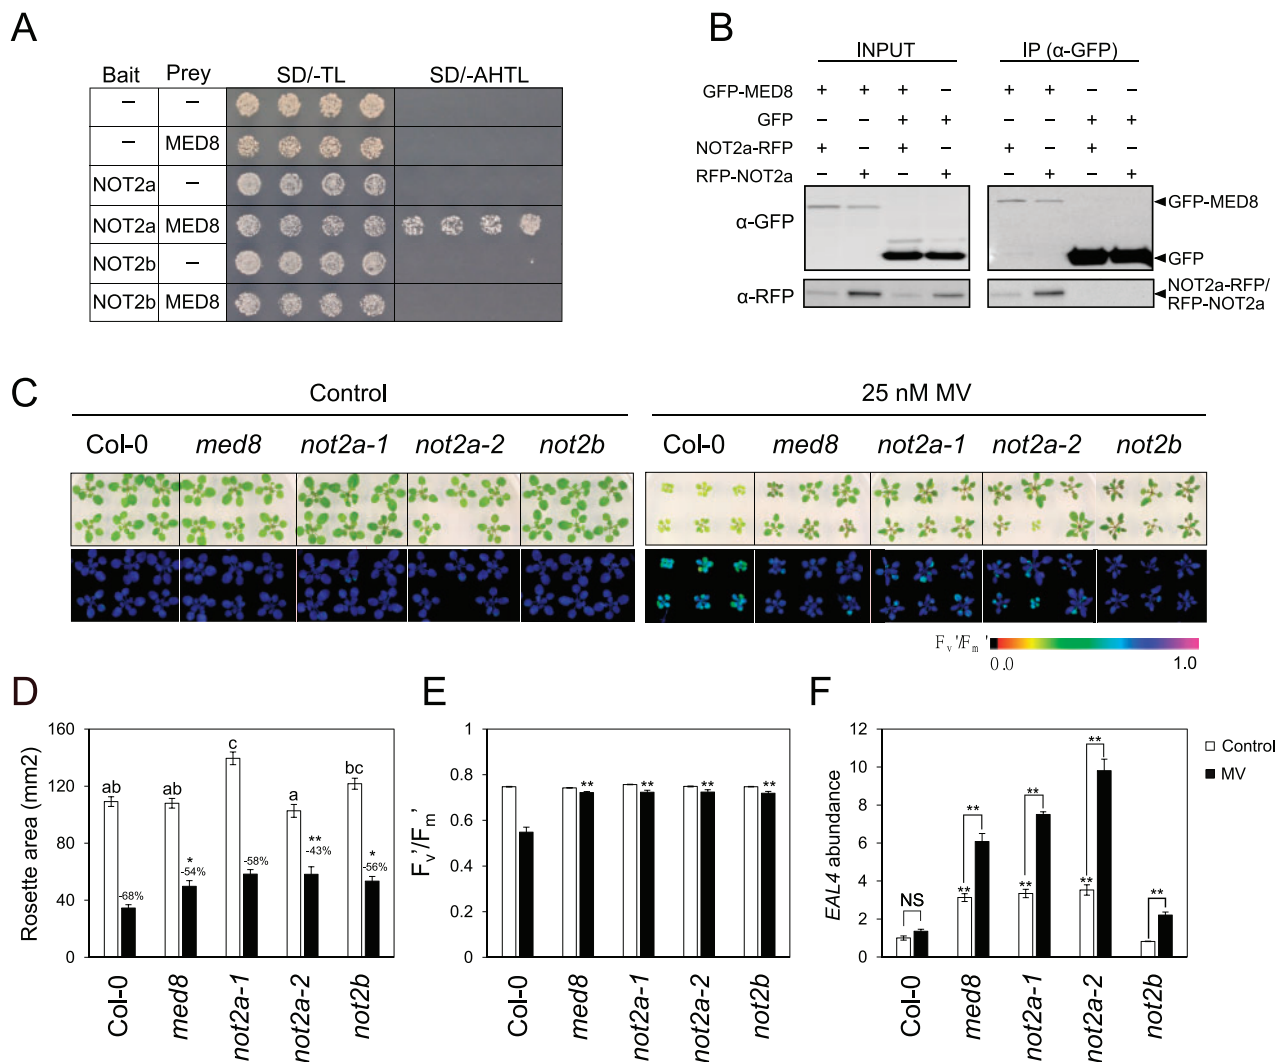 A
Bait Prey SD/-TL SD/-AHTL
– –
– MED8
NOT2a –
NOT2a MED8
NOT2b –
NOT2b MED8
B
INPUT IP (α-GFP)
GFP-MED8 + + + – + + – –
GFP – – + + – – + +
NOT2a-RFP + – + – + – + –
RFP-NOT2a – + – + – + – +
α-GFP
GFP-MED8
GFP
α-RFP
NOT2a-RFP/
RFP-NOT2a
C
Control 25 nM MV
Col-0 med8 not2a-1 not2a-2 not2b Col-0 med8 not2a-1 not2a-2 not2b
Fv'/Fm'
0.0 1.0
D
Rosette area (mm2)
160
120
80
40
0
ab ab c a bc
-68%
* -54%
-58%
** -43%
* -56%
Col-0 med8 not2a-1 not2a-2 not2b
E
Fv'/Fm'
1
0.8
0.6
0.4
0.2
0
** ** ** **
Col-0 med8 not2a-1 not2a-2 not2b
F
EAL4 abundance
12
10
8
6
4
2
0
Control
MV
NS ** ** ** **
** ** **
Col-0 med8 not2a-1 not2a-2 not2b